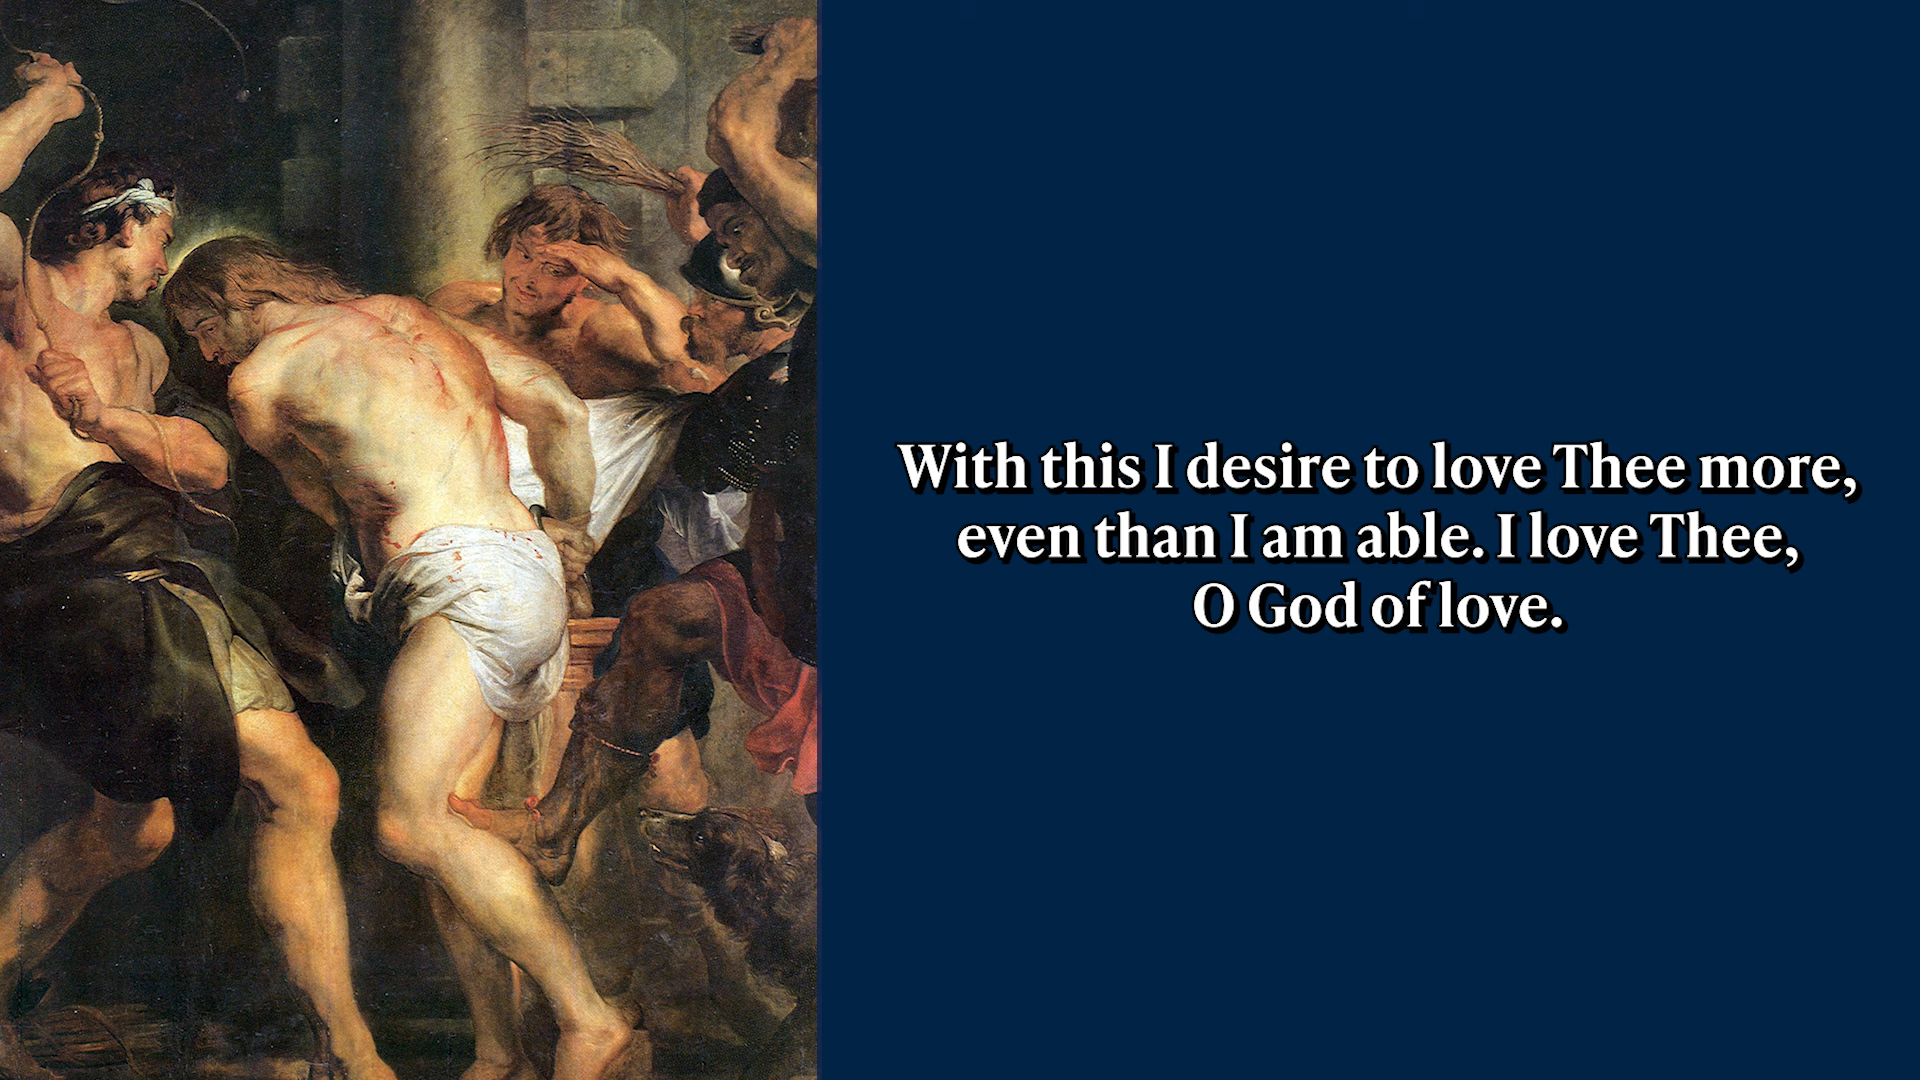 With this I desire to love Thee more,
even than I am able. I love Thee,
O God of love.